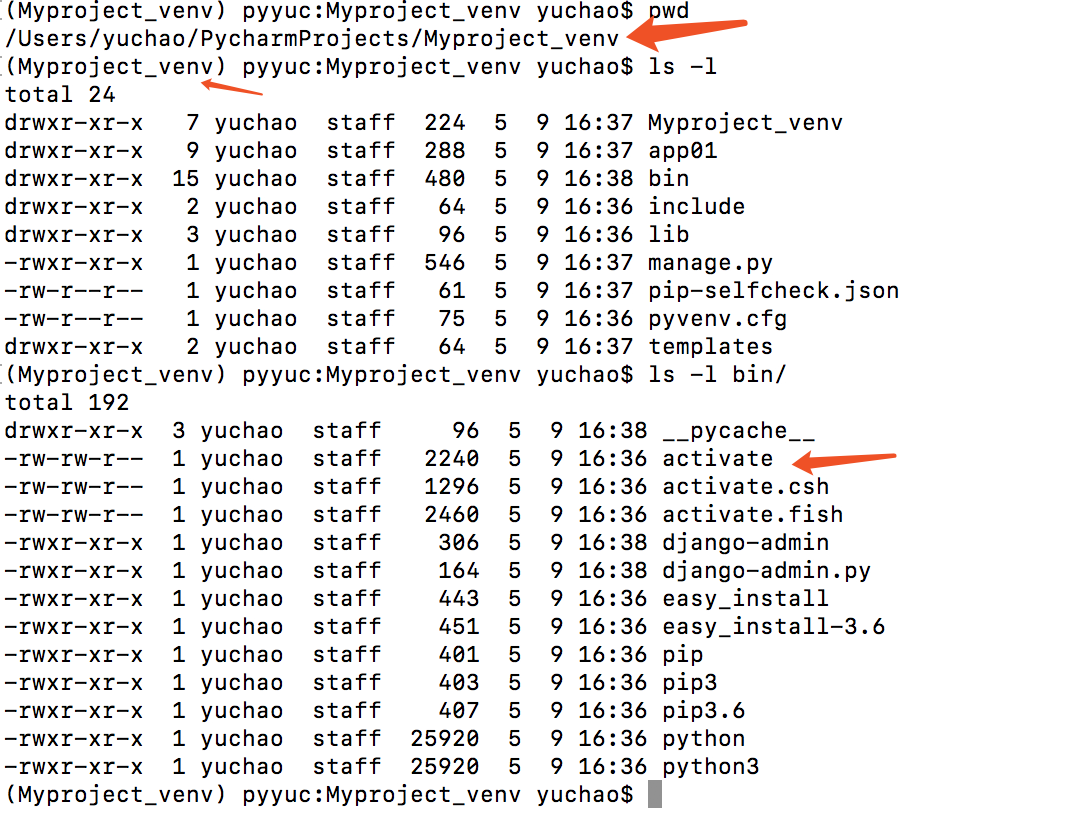 (Myproject_venv) pyyuc:Myproject_venv yuchao$ pwd
/Users/yuchao/PycharmProjects/Myproject_venv
(Myproject_venv) pyyuc:Myproject_venv yuchao$ ls -l
total 24
drwxr-xr-x   7 yuchao  staff  224  5  9 16:37 Myproject_venv
drwxr-xr-x   9 yuchao  staff  288  5  9 16:37 app01
drwxr-xr-x  15 yuchao  staff  480  5  9 16:38 bin
drwxr-xr-x   2 yuchao  staff   64  5  9 16:36 include
drwxr-xr-x   3 yuchao  staff   96  5  9 16:36 lib
-rwxr-xr-x   1 yuchao  staff  546  5  9 16:37 manage.py
-rw-r--r--   1 yuchao  staff   61  5  9 16:37 pip-selfcheck.json
-rw-r--r--   1 yuchao  staff   75  5  9 16:36 pyvenv.cfg
drwxr-xr-x   2 yuchao  staff   64  5  9 16:37 templates
(Myproject_venv) pyyuc:Myproject_venv yuchao$ ls -l bin/
total 192
drwxr-xr-x  3 yuchao  staff     96  5  9 16:38 __pycache__
-rw-rw-r--  1 yuchao  staff   2240  5  9 16:36 activate
-rw-rw-r--  1 yuchao  staff   1296  5  9 16:36 activate.csh
-rw-rw-r--  1 yuchao  staff   2460  5  9 16:36 activate.fish
-rwxrwxr-x  1 yuchao  staff    306  5  9 16:38 django-admin
-rwxr-xr-x  1 yuchao  staff    164  5  9 16:38 django-admin.py
-rwxrwxr-x  1 yuchao  staff    443  5  9 16:36 easy_install
-rwxrwxr-x  1 yuchao  staff    451  5  9 16:36 easy_install-3.6
-rwxrwxr-x  1 yuchao  staff    401  5  9 16:36 pip
-rwxrwxr-x  1 yuchao  staff    403  5  9 16:36 pip3
-rwxrwxr-x  1 yuchao  staff    407  5  9 16:36 pip3.6
-rwxr-xr-x  1 yuchao  staff  25920  5  9 16:36 python
-rwxr-xr-x  1 yuchao  staff  25920  5  9 16:36 python3
(Myproject_venv) pyyuc:Myproject_venv yuchao$